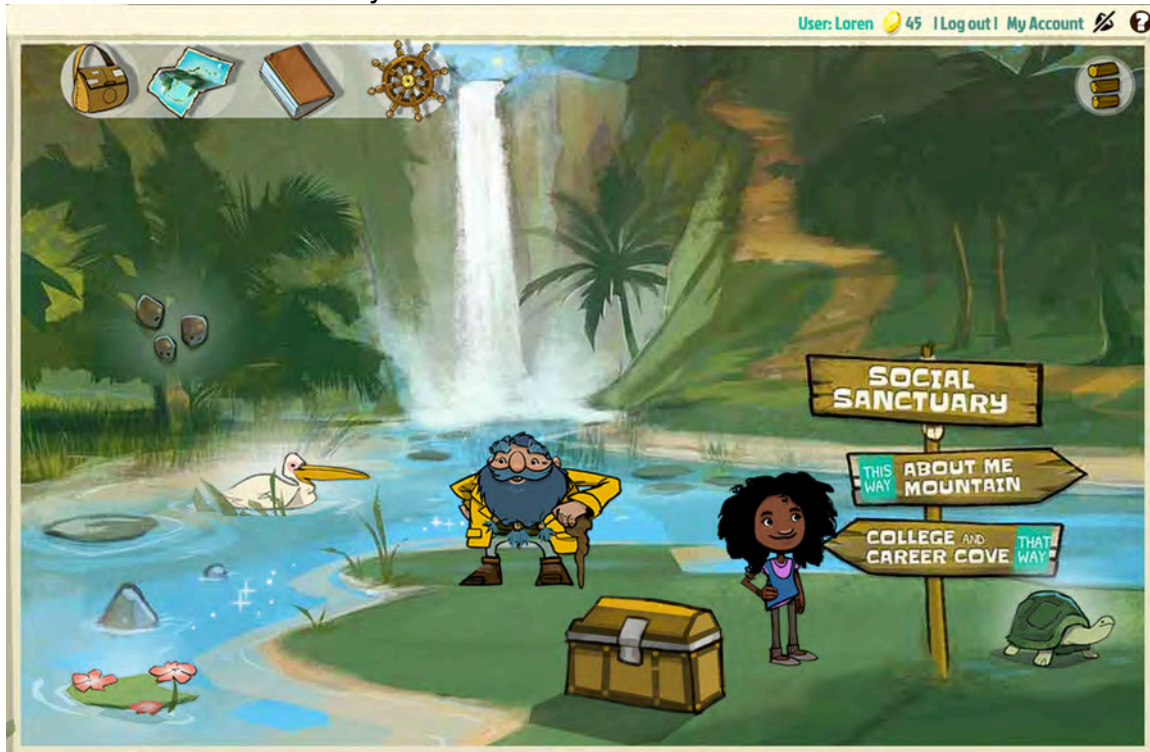 User: Loren 45 | Log out | My Account ?
SOCIAL
SANCTUARY
THIS
WAY
ABOUT ME
MOUNTAIN
COLLEGE AND
CAREER COVE
THAT
WAY